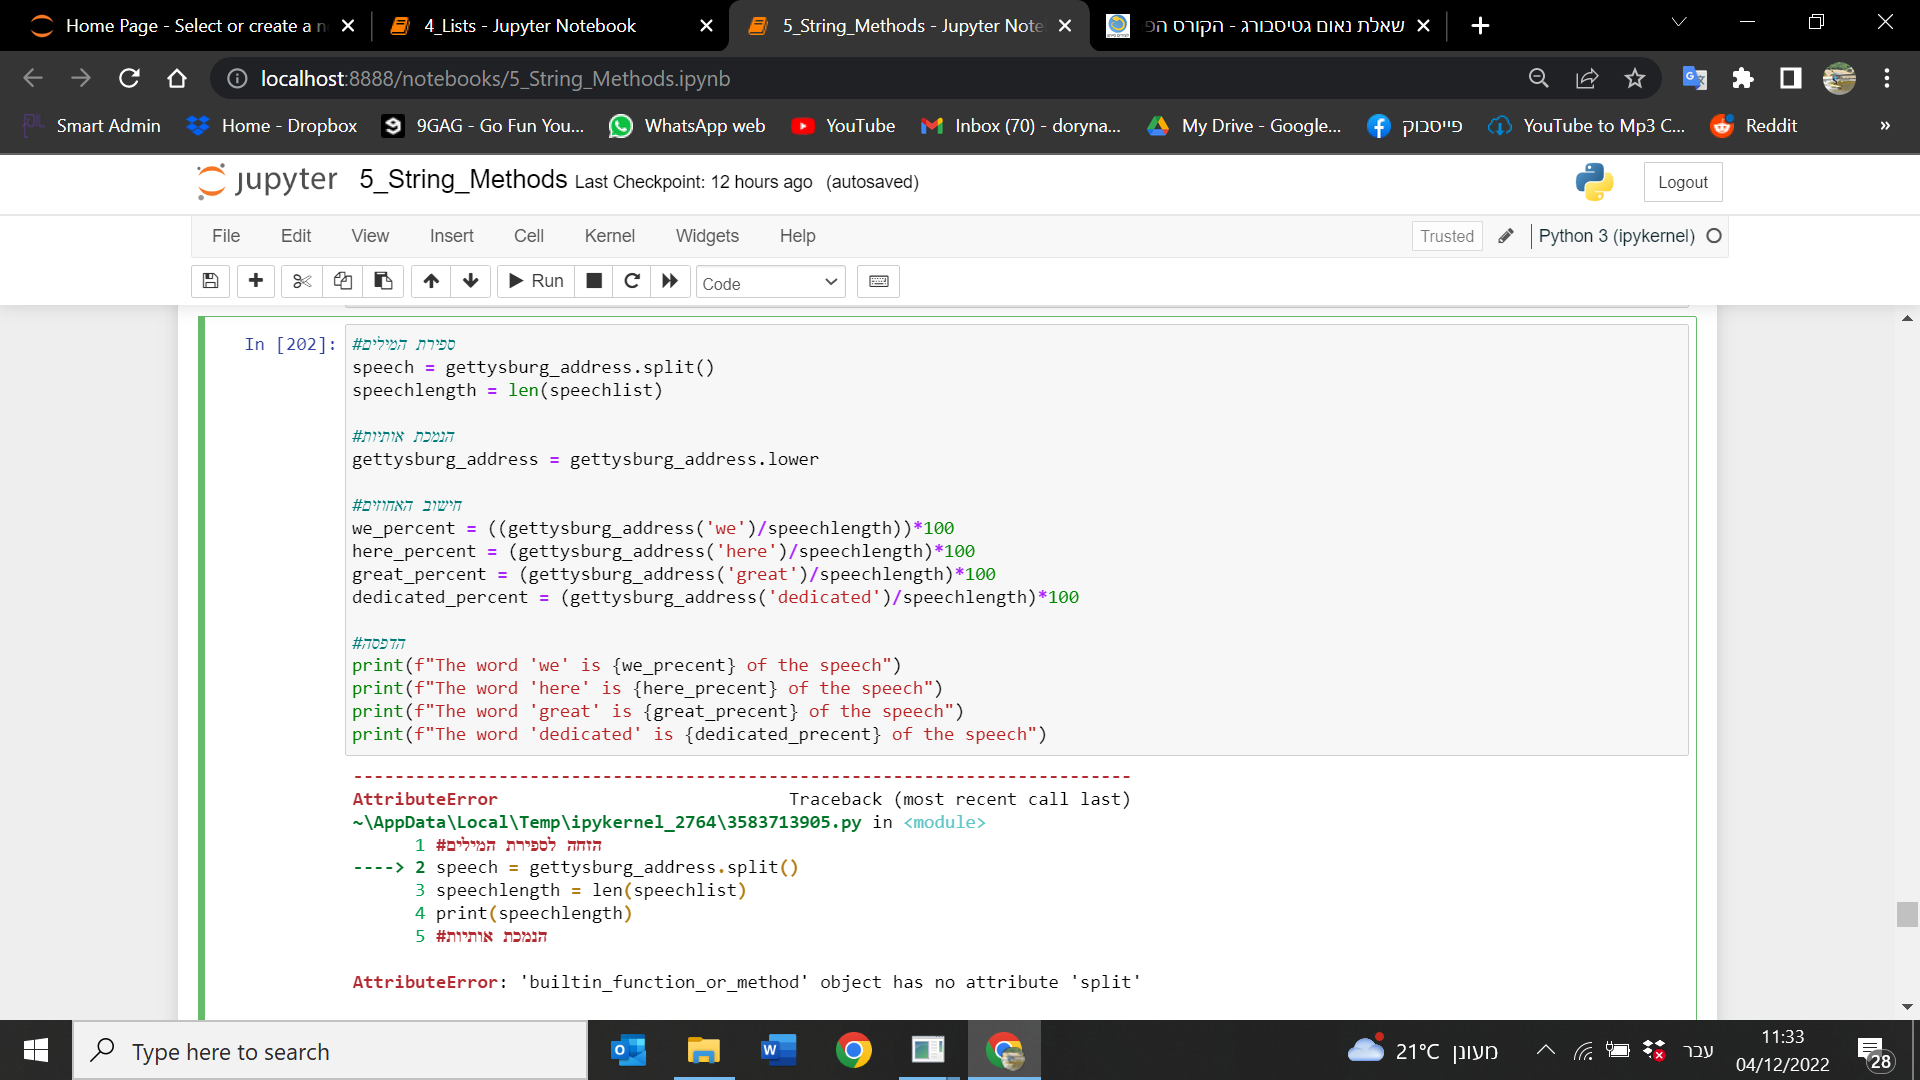 Home Page - Select or create a n
4_Lists - Jupyter Notebook
5_String_Methods - Jupyter Note
שאלת נאום גטיסבורג - הקורס הפ
localhost:8888/notebooks/5_String_Methods.ipynb
Smart Admin
Home - Dropbox
9GAG - Go Fun You...
WhatsApp web
YouTube
Inbox (70) - doryna...
My Drive - Google...
פייסבוק
YouTube to Mp3 C...
Reddit
»
jupyter 5_String_Methods Last Checkpoint: 12 hours ago (autosaved)
Logout
File Edit View Insert Cell Kernel Widgets Help
Trusted
Python 3 (ipykernel)
Run
Code
In [202]:
#ספירת המילים
speech = gettysburg_address.split()
speechlength = len(speechlist)
#הנמכת אותיות
gettysburg_address = gettysburg_address.lower
#חישוב האחוזים
we_percent = ((gettysburg_address('we')/speechlength))*100
here_percent = (gettysburg_address('here')/speechlength)*100
great_percent = (gettysburg_address('great')/speechlength)*100
dedicated_percent = (gettysburg_address('dedicated')/speechlength)*100
#הדפסה
print(f"The word 'we' is {we_precent} of the speech")
print(f"The word 'here' is {here_precent} of the speech")
print(f"The word 'great' is {great_precent} of the speech")
print(f"The word 'dedicated' is {dedicated_precent} of the speech")
---------------------------------------------------------------------------
AttributeError                            Traceback (most recent call last)
~\AppData\Local\Temp\ipykernel_2764\3583713905.py in <module>
1 #הזחה לספירת המילים
----> 2 speech = gettysburg_address.split()
3 speechlength = len(speechlist)
4 print(speechlength)
5 #הנמכת אותיות
AttributeError: 'builtin_function_or_method' object has no attribute 'split'
Type here to search
21°C מעונן
עבר
11:33
04/12/2022
28